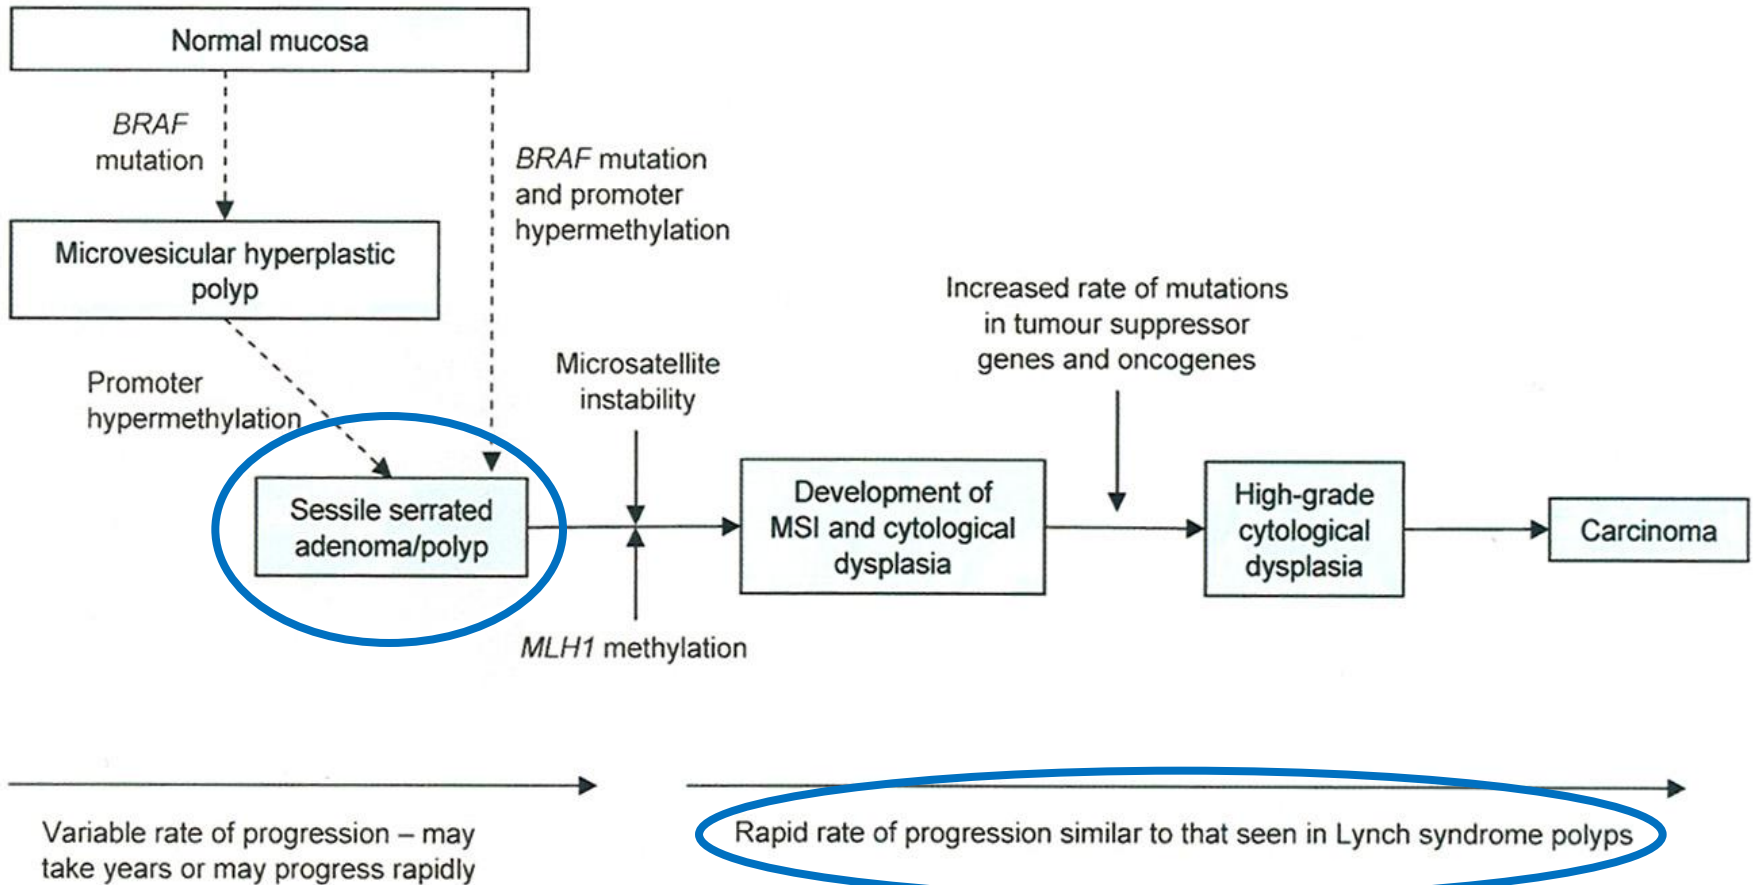 Normal mucosa
BRAF
mutation
BRAF mutation
and promoter
hypermethylation
Microvesicular hyperplastic
polyp
Increased rate of mutations
in tumour suppressor
genes and oncogenes
Microsatellite
instability
Promoter
hypermethylation
Sessile serrated
adenoma/polyp
Development of
MSI and cytological
dysplasia
High-grade
cytological
dysplasia
Carcinoma
MLH1 methylation
Variable rate of progression – may
take years or may progress rapidly
Rapid rate of progression similar to that seen in Lynch syndrome polyps